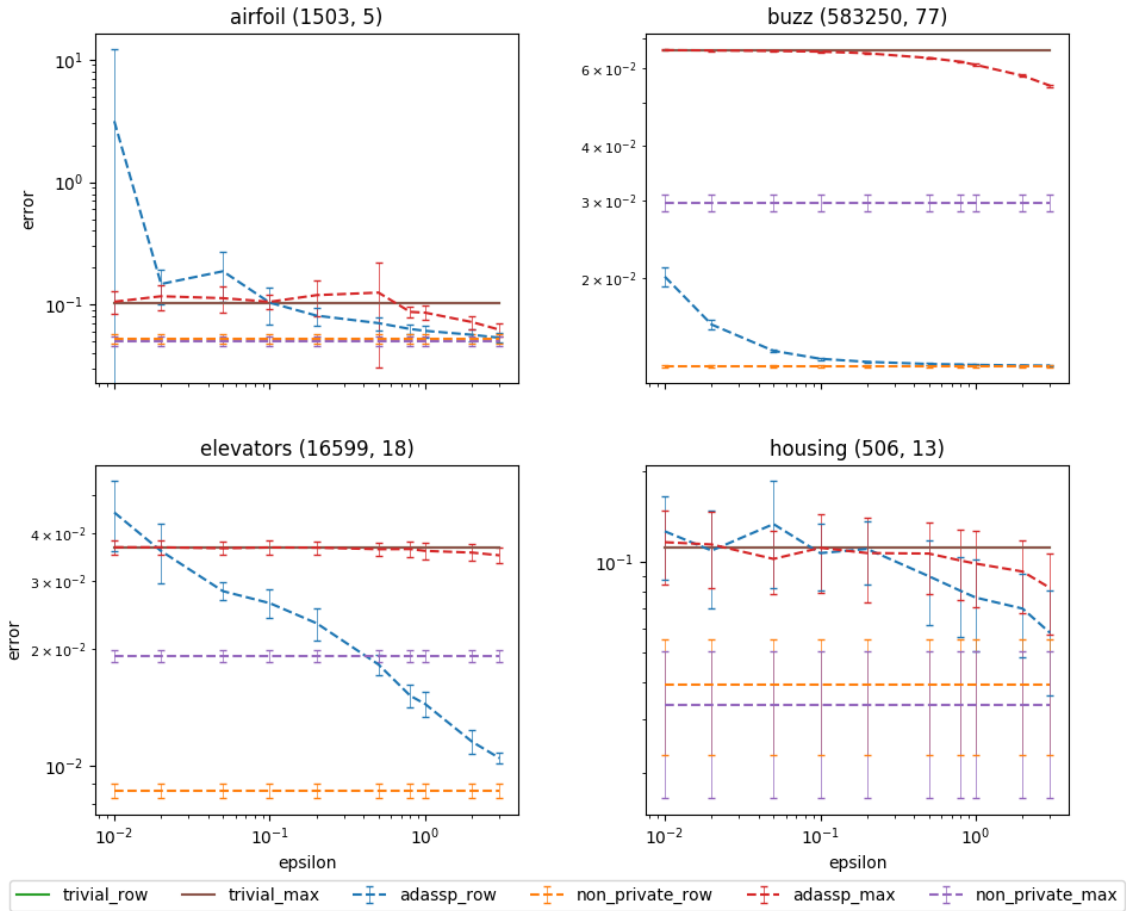 airfoil (1503, 5)
buzz (583250, 77)
error
10^1
10^0
10^-1
6 × 10^-2
4 × 10^-2
3 × 10^-2
2 × 10^-2
elevators (16599, 18)
housing (506, 13)
error
4 × 10^-2
3 × 10^-2
2 × 10^-2
10^-2
10^-1
10^-2
10^-1
10^0
10^-2
10^-1
10^0
epsilon
epsilon
trivial_row
trivial_max
adassp_row
non_private_row
adassp_max
non_private_max